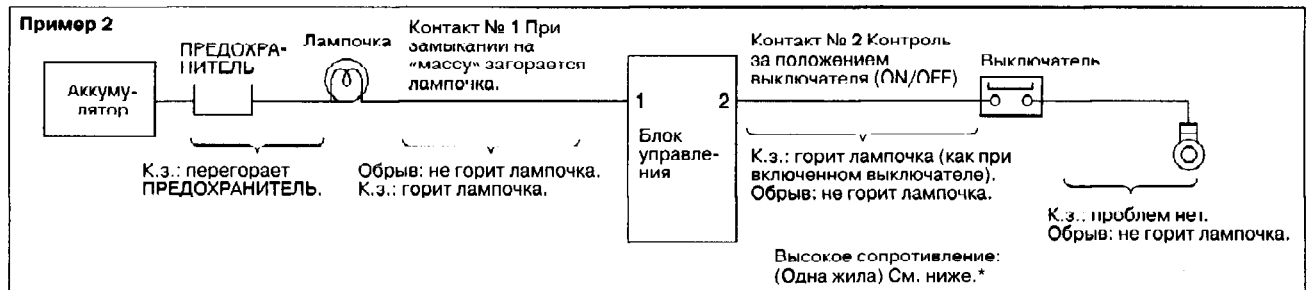 Пример 2
Аккуму-
лятор
ПРЕДОХРА-
НИТЕЛЬ
Лампочка
Контакт № 1 При
замыкании на
«массу» загорается
лампочка.
К.з.: перегорает
ПРЕДОХРАНИТЕЛЬ.
Обрыв: не горит лампочка.
К.з.: горит лампочка.
1
2
Блок
управле-
ния
Контакт № 2 Контроль
за положением
выключателя (ON/OFF)
Выключатель
К.з.: горит лампочка (как при
включенном выключателе).
Обрыв: не горит лампочка.
К.з.: проблем нет.
Обрыв: не горит лампочка.
Высокое сопротивление:
(Одна жила) См. ниже.*